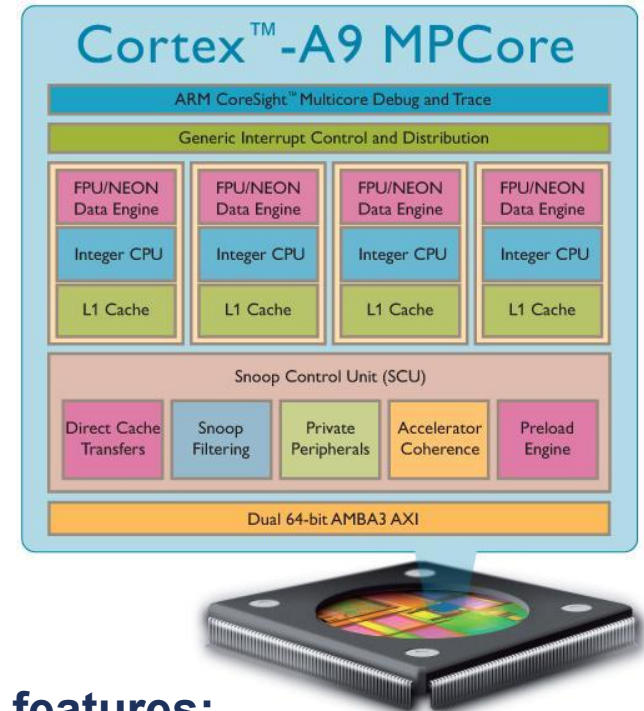 Cortex™-A9 MPCore
ARM CoreSight™ Multicore Debug and Trace
Generic Interrupt Control and Distribution
FPU/NEON Data Engine
FPU/NEON Data Engine
FPU/NEON Data Engine
FPU/NEON Data Engine
Integer CPU
Integer CPU
Integer CPU
Integer CPU
L1 Cache
L1 Cache
L1 Cache
L1 Cache
Snoop Control Unit (SCU)
Direct Cache Transfers
Snoop Filtering
Private Peripherals
Accelerator Coherence
Preload Engine
Dual 64-bit AMBA3 AXI
features: